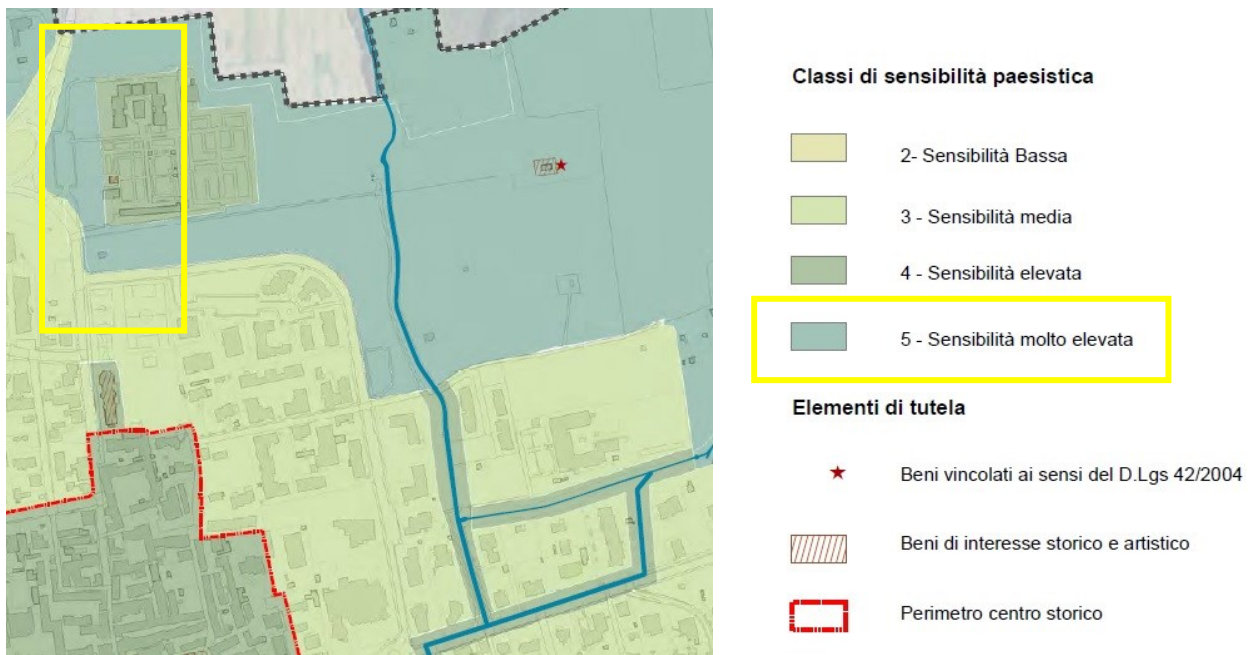 Classi di sensibilità paesistica
2- Sensibilità Bassa
3 - Sensibilità media
4 - Sensibilità elevata
5 - Sensibilità molto elevata
Elementi di tutela
Beni vincolati ai sensi del D.Lgs 42/2004
Beni di interesse storico e artistico
Perimetro centro storico